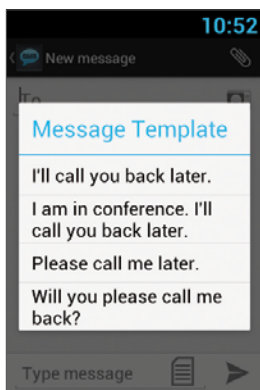 10:52
New message
To
Message Template
I'll call you back later.
I am in conference. I'll
call you back later.
Please call me later.
Will you please call me
back?
Type message